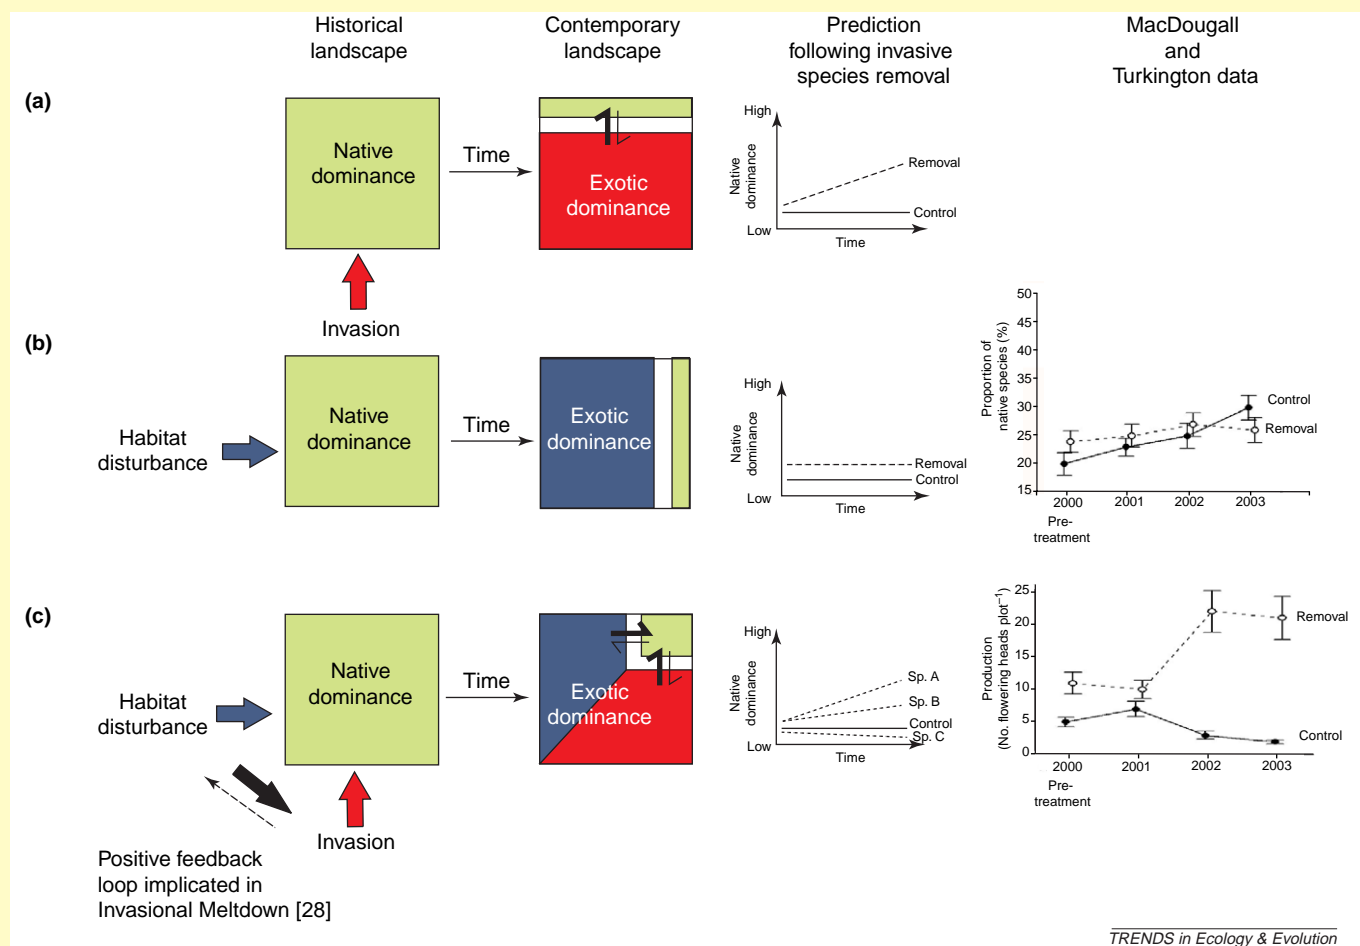 Historical
landscape
Contemporary
landscape
Prediction
following invasive
species removal
MacDougall
and
Turkington data
(a)
Native
dominance
Time
Exotic
dominance
High
Native
dominance
Low
Time
Removal
Control
Invasion
(b)
Habitat
disturbance
Native
dominance
Time
Exotic
dominance
High
Native
dominance
Low
Time
Removal
Control
Proportion of
native species (%)
50
45
40
35
30
25
20
15
2000
2001
2002
2003
Pre-
treatment
Control
Removal
(c)
Habitat
disturbance
Native
dominance
Time
Exotic
dominance
High
Native
dominance
Low
Time
Sp. A
Sp. B
Control
Sp. C
Production
(No. flowering heads plot⁻¹)
25
20
15
10
5
0
2000
2001
2002
2003
Pre-
treatment
Removal
Control
Invasion
Positive feedback
loop implicated in
Invasional Meltdown [28]
TRENDS in Ecology & Evolution